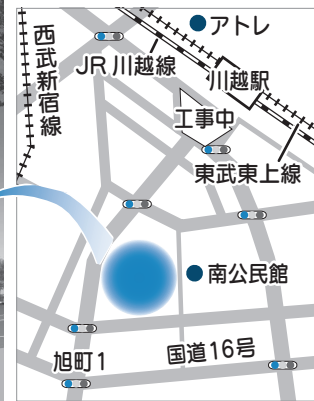 アトレ
西武新宿線
JR川越線
川越駅
工事中
東武東上線
南公民館
旭町1
国道16号